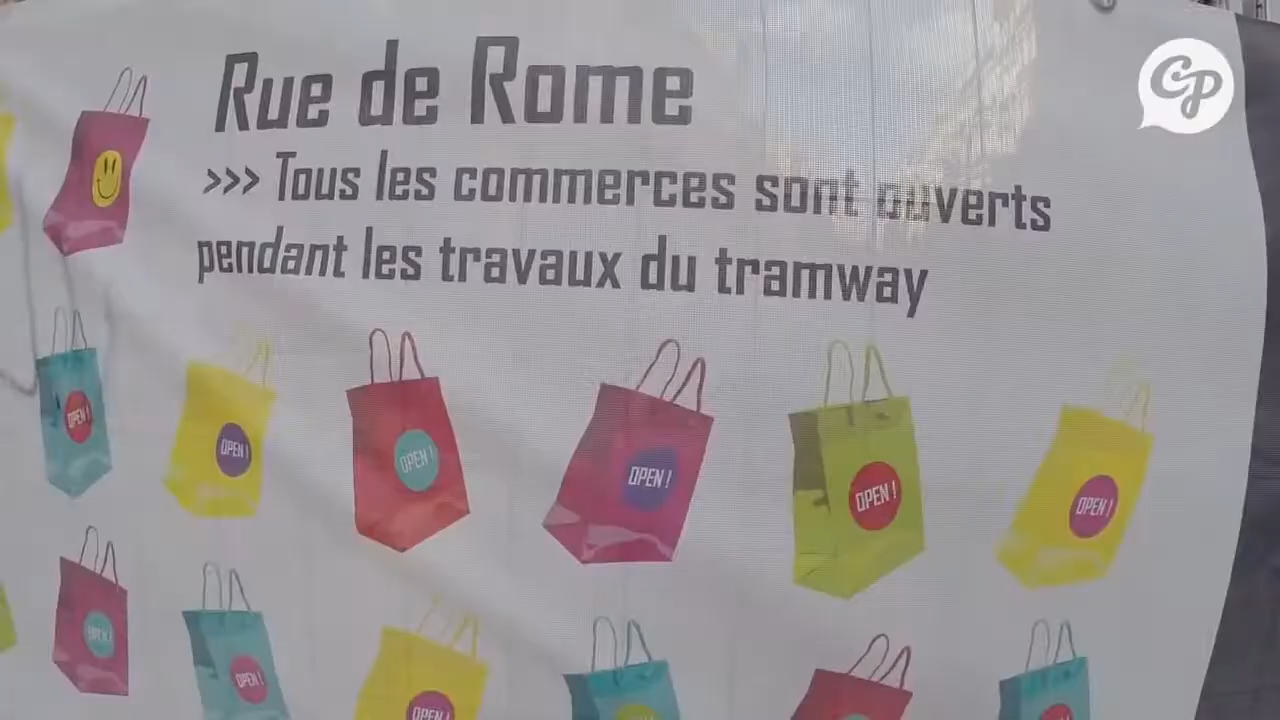 Rue de Rome
>>> Tous les commerces sont ouverts
pendant les travaux du tramway
CP
OPEN !
OPEN !
OPEN !
OPEN !
OPEN !
OPEN !
OPEN !
OPEN !
OPEN !